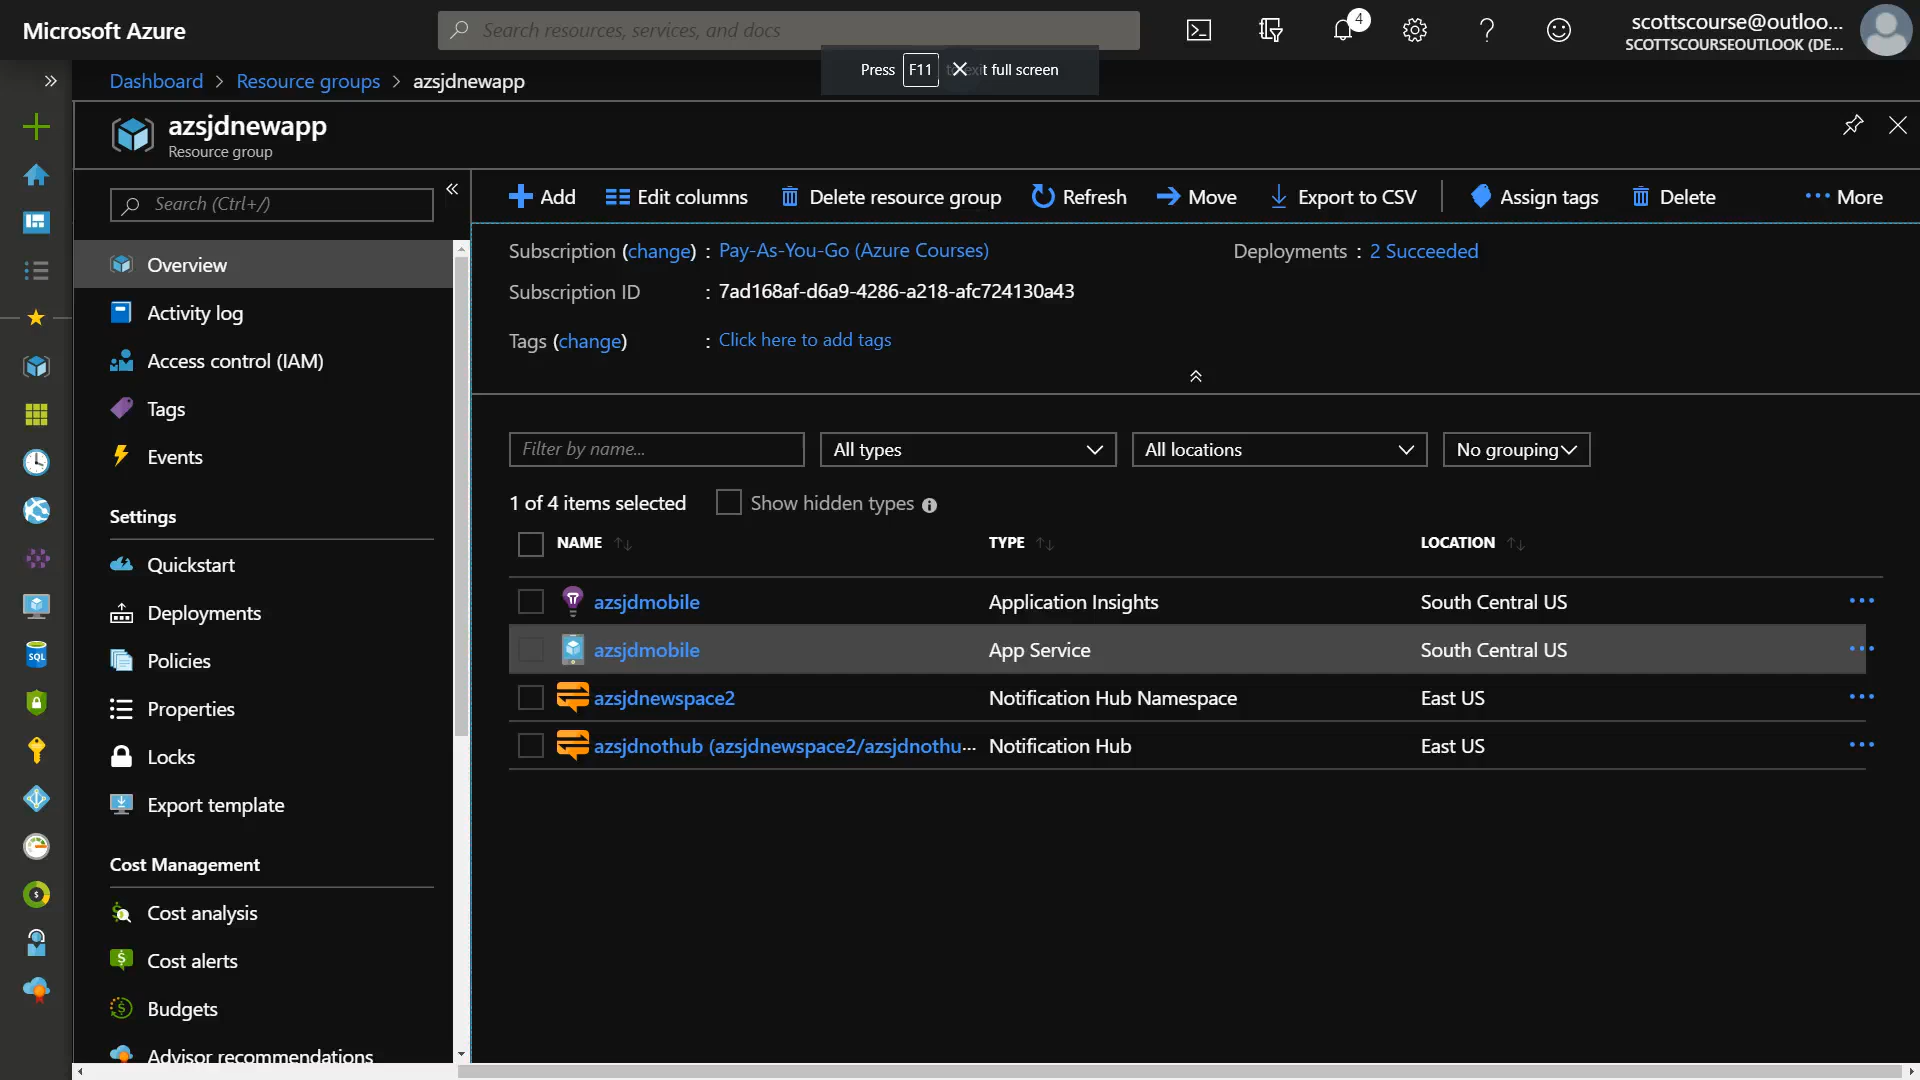 Microsoft Azure
Search resources, services, and docs
4
scottscourse@outloo...
SCOTTSCOURSEOUTLOOK (DE...
Press F11 to exit full screen
Dashboard > Resource groups > azsjdnewapp
azsjdnewapp
Resource group
Search (Ctrl+/)
Add
Edit columns
Delete resource group
Refresh
Move
Export to CSV
Assign tags
Delete
More
Overview
Activity log
Access control (IAM)
Tags
Events
Settings
Quickstart
Deployments
Policies
Properties
Locks
Export template
Cost Management
Cost analysis
Cost alerts
Budgets
Advisor recommendations
SQL
Subscription (change) : Pay-As-You-Go (Azure Courses)
Deployments : 2 Succeeded
Subscription ID : 7ad168af-d6a9-4286-a218-afc724130a43
Tags (change) : Click here to add tags
Filter by name...
All types
All locations
No grouping
1 of 4 items selected
Show hidden types
NAME TYPE LOCATION
azsjdmobile Application Insights South Central US
azsjdmobile App Service South Central US
azsjdnewspace2 Notification Hub Namespace East US
azsjdnothub (azsjdnewspace2/azsjdnothu... Notification Hub East US